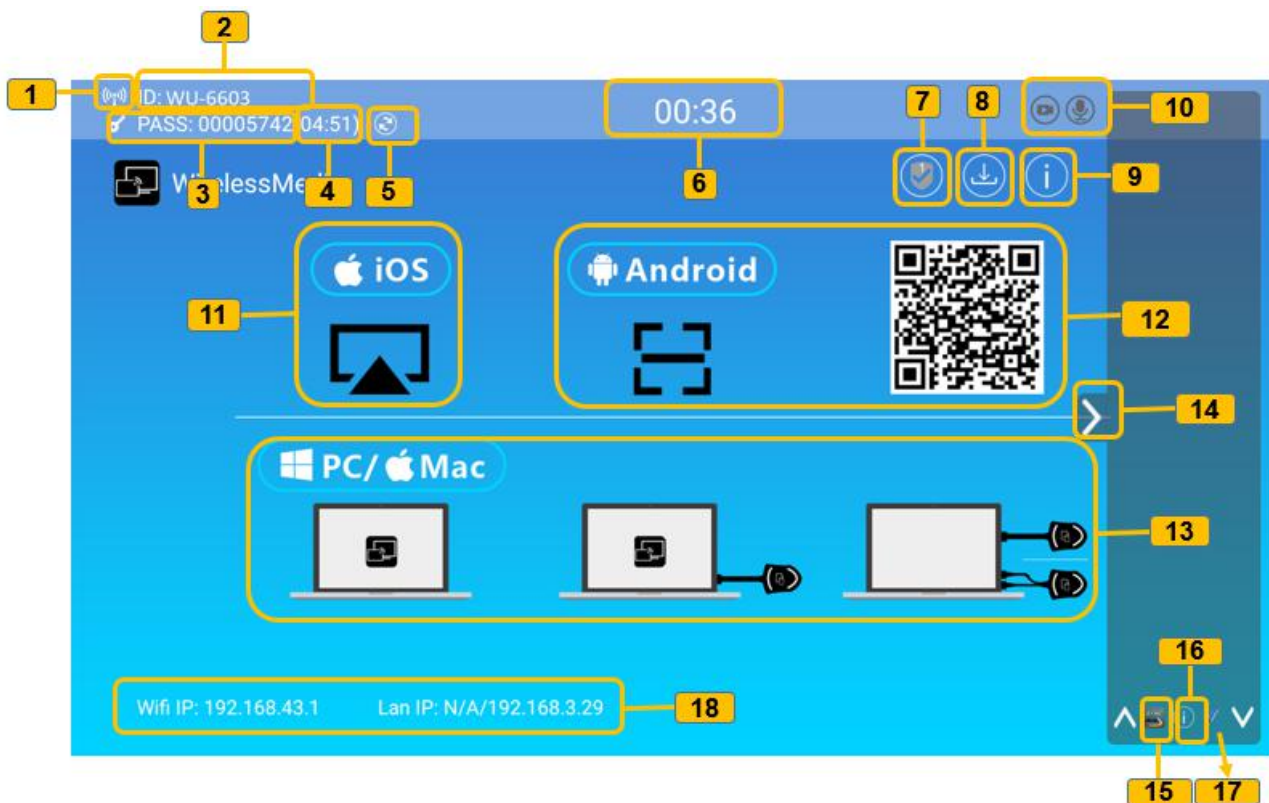 2
1
ID: WU-6603
PASS: 00005742(04:51)
00:36
7
8
10
3
4
5
6
9
WirelessMedi
iOS
Android
11
12
14
PC/ Mac
13
16
Wifi IP: 192.168.43.1 Lan IP: N/A/192.168.3.29
18
15
17